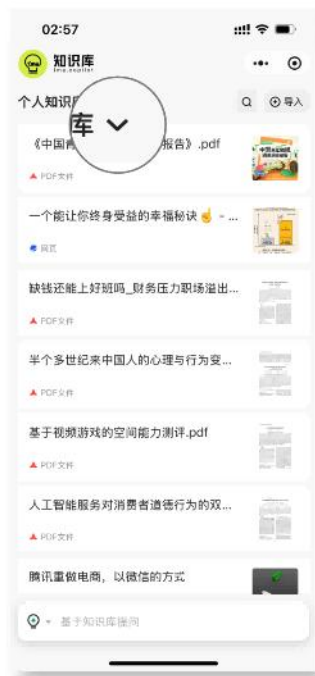 02:57
知识库
ima.copilot
个人知识库
导入
《中国青 报告》.pdf
PDF文件
一个能让你终身受益的幸福秘诀☝️ - ...
网页
缺钱还能上好班吗_财务压力职场溢出...
PDF文件
半个多世纪来中国人的心理与行为变...
PDF文件
基于视频游戏的空间能力测评.pdf
PDF文件
人工智能服务对消费者道德行为的双...
PDF文件
腾讯重做电商，以微信的方式
基于知识库提问